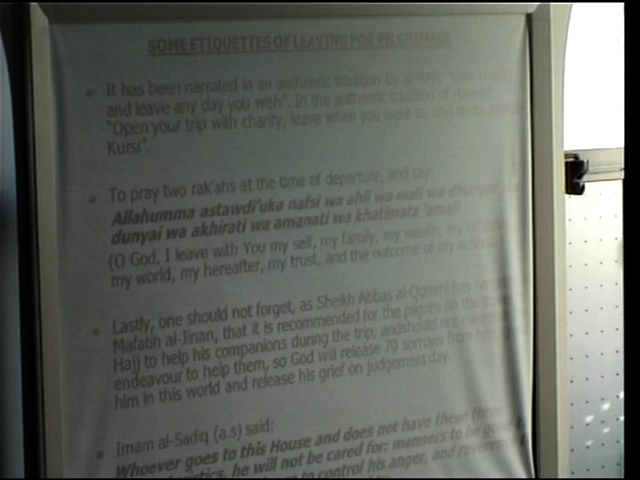 SOME ETIQUETTES OF LEAVING FOR PILGRIMAGE
• It has been narrated in an authentic tradition by al-
and leave any day you wish". In the authentic tradition of
"Open your trip with charity, leave when you want to, and
Kursi".
• To pray two rak'ahs at the time of departure, and say:
Allahumma astawdi'uka nafsi wa ahli wa mali wa
dunyai wa akhirati wa amanati wa khatimata 'amali
(O God, I leave with You my self, my family, my wealth, my
my world, my hereafter, my trust, and the outcome of my
• Lastly, one should not forget, as Sheikh Abbas al-Qommi has
Mafatih al-Jinan, that it is recommended for the pilgrim on the
Hajj to help his companions during the trip, andshould not
endeavour to help them, so God will release 70 sorrows from
him in this world and release his grief on judgement day.
• Imam al-Sadiq (a.s) said:
Whoever goes to this House and does not have these three
he will not be cared for: manners to be
to control his anger, and